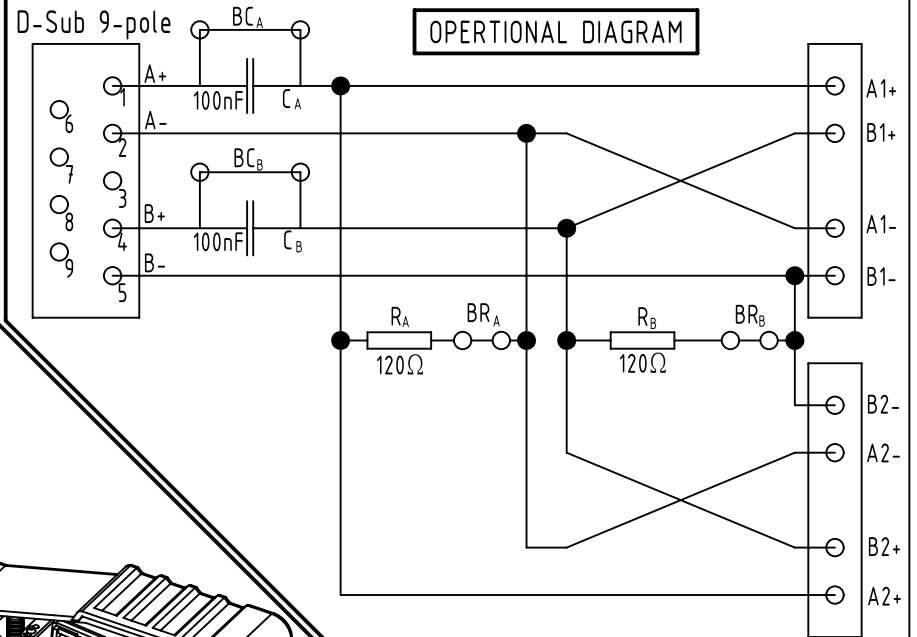 D-Sub 9-pole
BCA
OPERTIONAL DIAGRAM
A+
1
100nF
CA
A1+
6
A-
2
B1+
7
BCB
3
8
B+
4
100nF
CB
A1-
9
B-
5
B1-
RA
BRA
RB
BRB
120Ω
120Ω
B2-
A2-
B2+
A2+